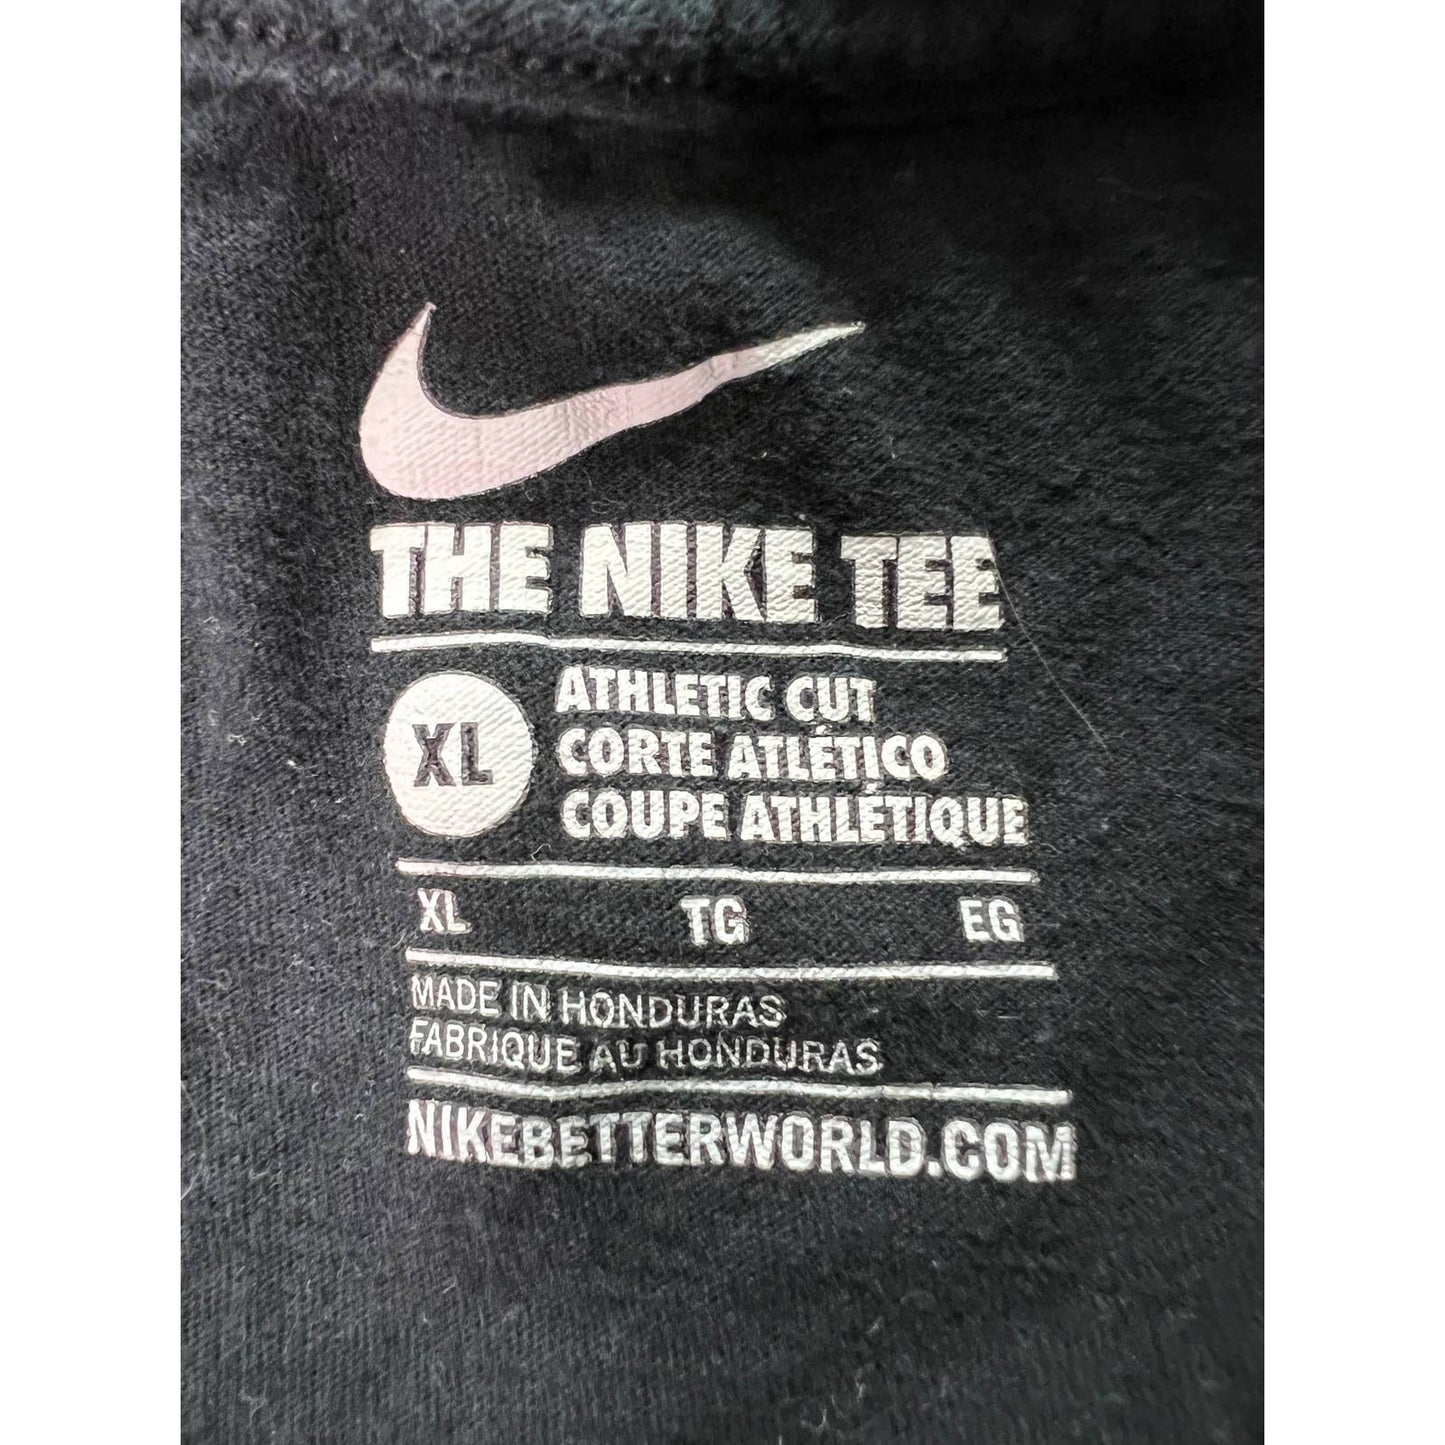 THE NIKE TEE
XL
ATHLETIC CUT
CORTE ATLÉTICO
COUPE ATHLÉTIQUE
XL TG EG
MADE IN HONDURAS
FABRIQUE AU HONDURAS
NIKEBETTERWORLD.COM